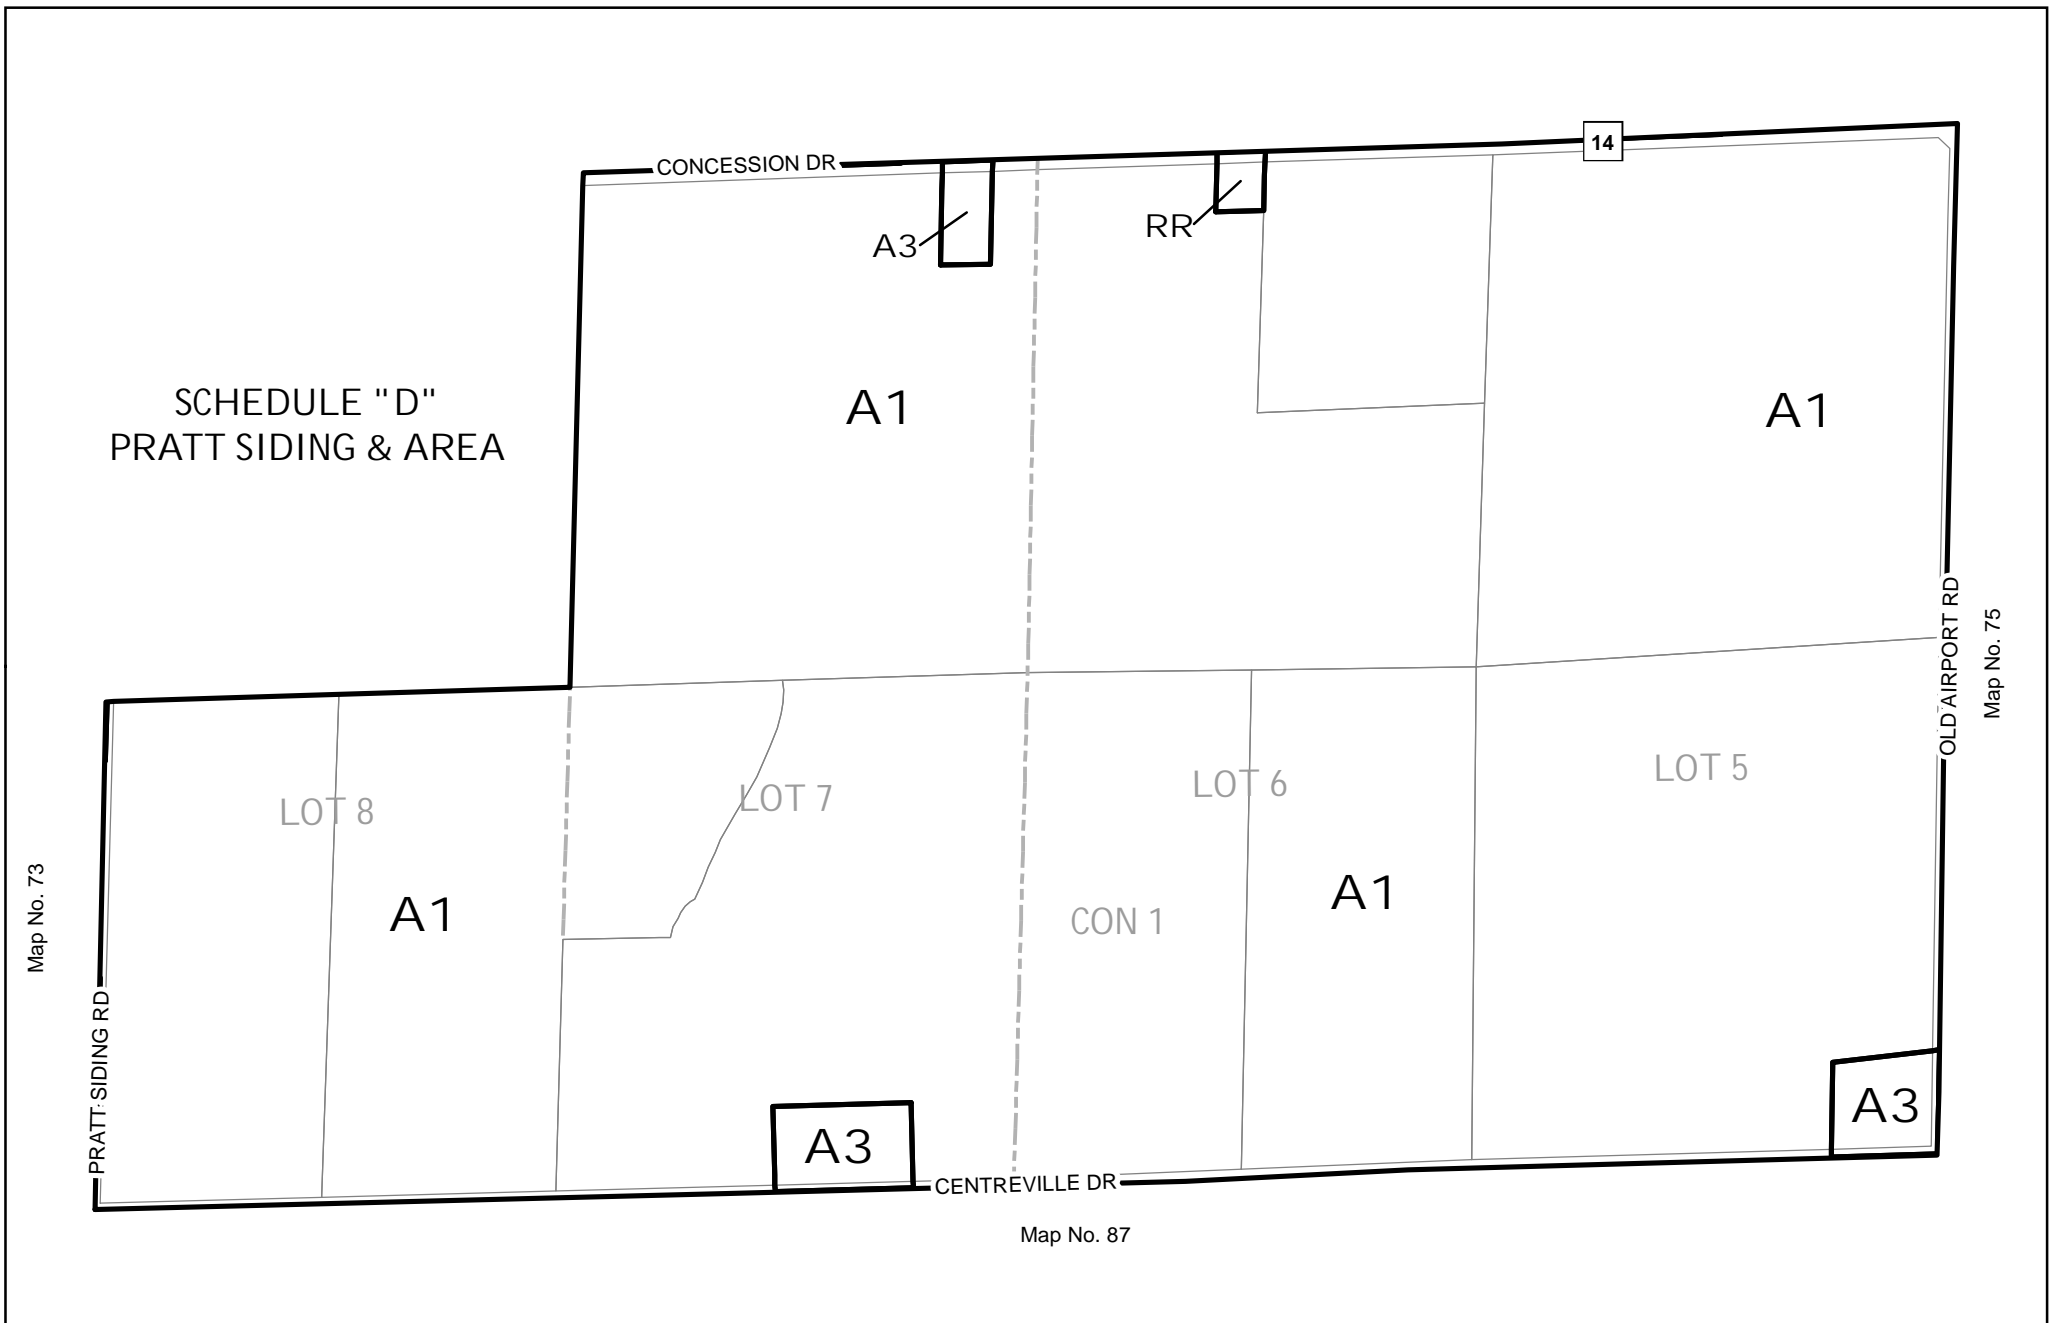 14
CONCESSION DR
RR
A3
SCHEDULE "D"
PRATT SIDING & AREA
A1
A1
OLD AIRPORT RD
Map No. 75
LOT 8
LOT 7
LOT 6
LOT 5
Map No. 73
A1
CON 1
A1
PRATT SIDING RD
A3
A3
CENTREVILLE DR
Map No. 87